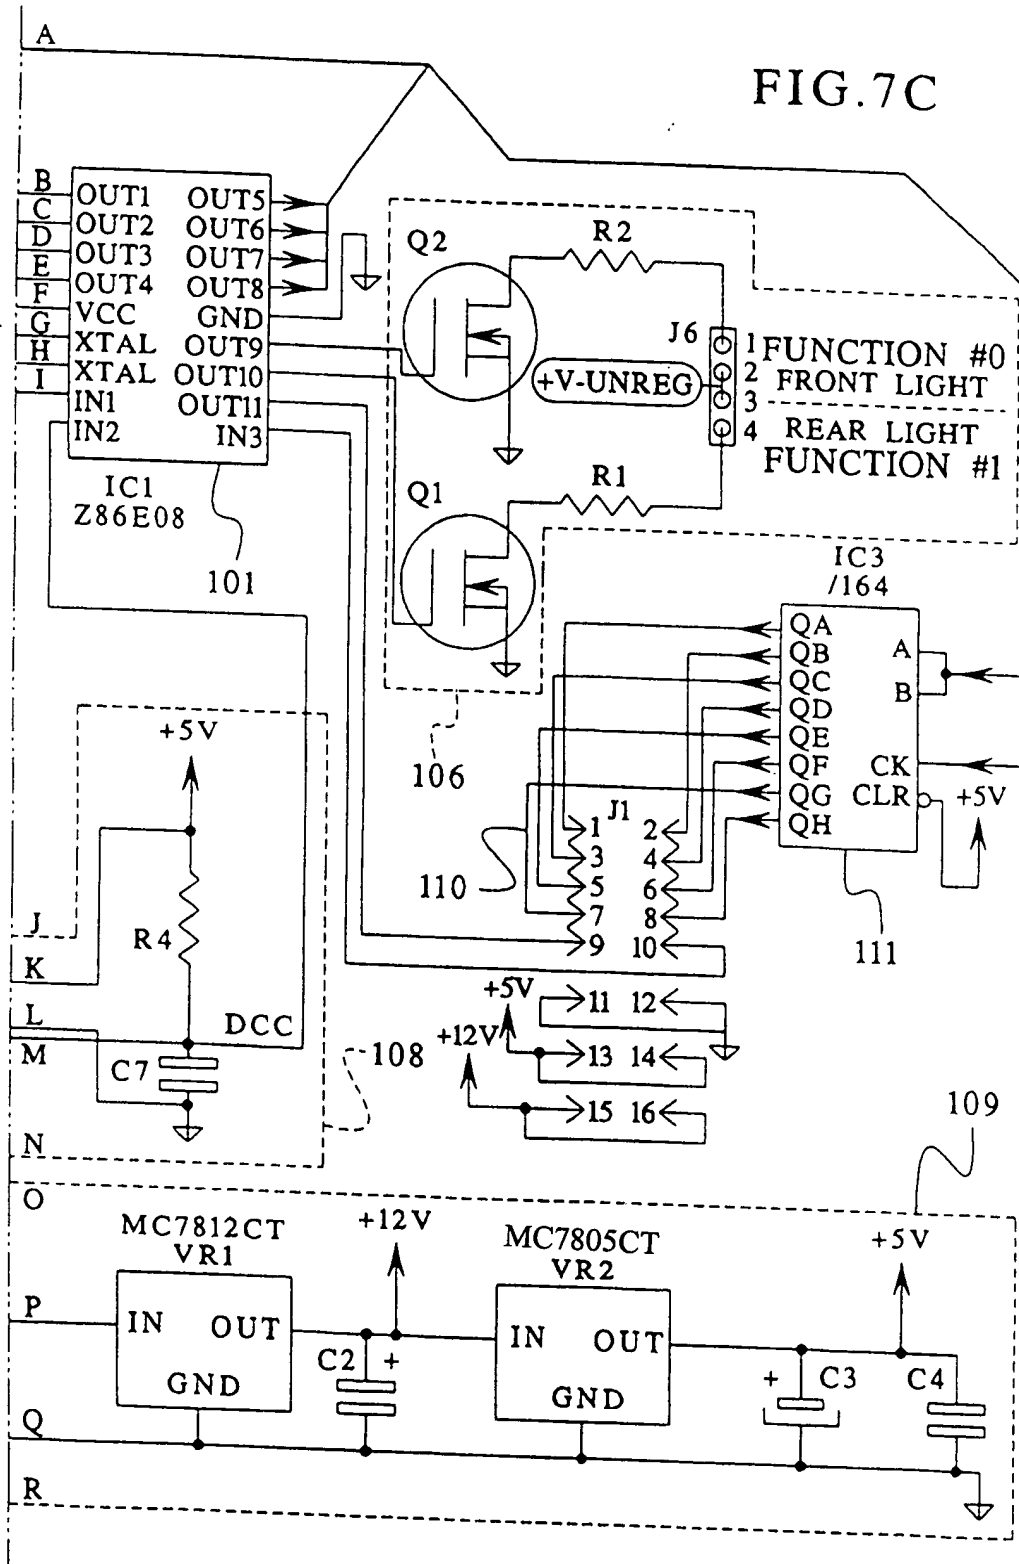 A
FIG.7C
B
C
D
E
F
G
H
I
OUT1 OUT5
OUT2 OUT6
OUT3 OUT7
OUT4 OUT8
VCC GND
XTAL OUT9
XTAL OUT10
IN1 OUT11
IN2 IN3
IC1
Z86E08
101
Q2
R2
J6
1 FUNCTION #0
2 FRONT LIGHT
+V-UNREG
3
4 REAR LIGHT
FUNCTION #1
Q1
R1
106
IC3
/164
QA
QB
QC
QD
QE
QF
QG
QH
A
B
CK
CLR
+5V
111
J1
1 2
3 4
5 6
7 8
9 10
11 12
13 14
15 16
110
+5V
+12V
+5V
R4
DCC
C7
108
J
K
L
M
N
O
P
Q
R
109
MC7812CT
VR1
IN OUT
GND
+12V
C2 +
MC7805CT
VR2
IN OUT
GND
+5V
+ C3
C4